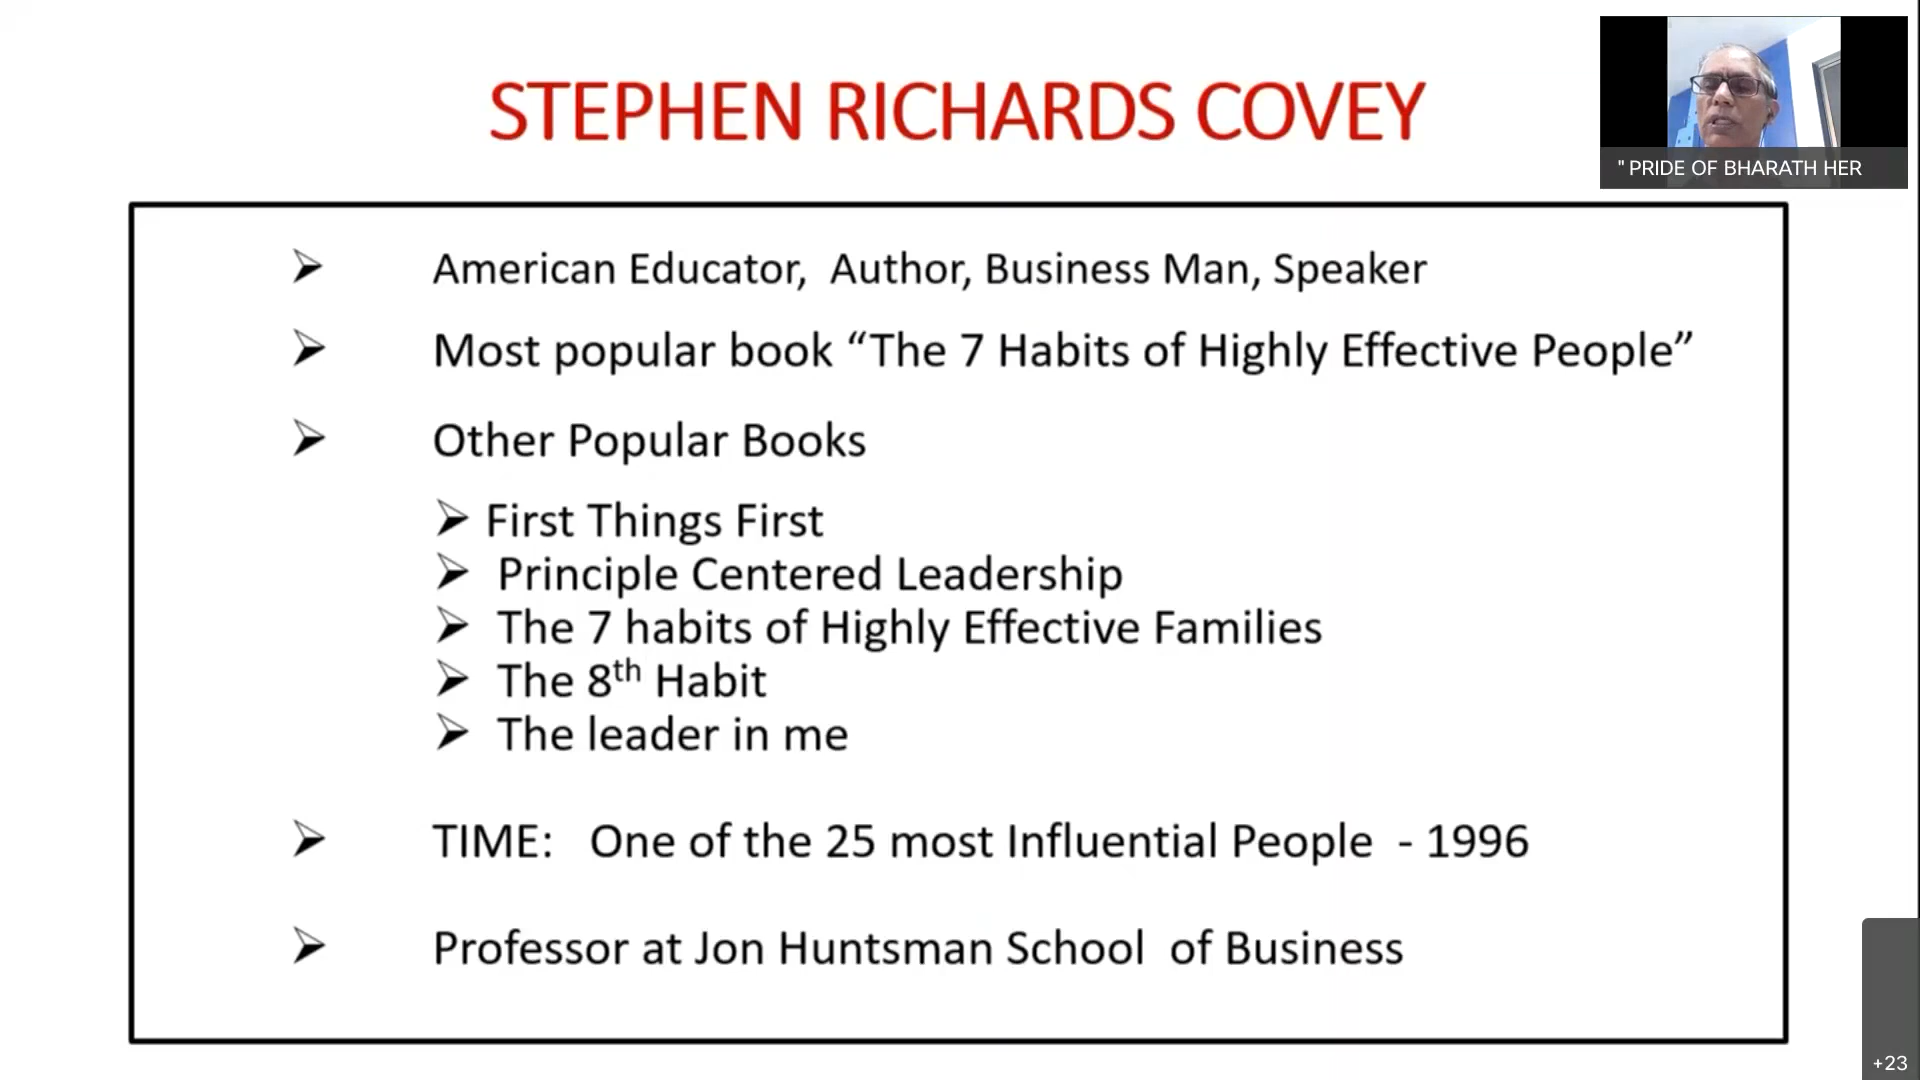 STEPHEN RICHARDS COVEY
" PRIDE OF BHARATH HER
➢ American Educator,  Author, Business Man, Speaker
➢ Most popular book “The 7 Habits of Highly Effective People”
➢ Other Popular Books
➢ First Things First
➢ Principle Centered Leadership
➢ The 7 habits of Highly Effective Families
➢ The 8th Habit
➢ The leader in me
➢ TIME:   One of the 25 most Influential People  - 1996
➢ Professor at Jon Huntsman School  of Business
+23